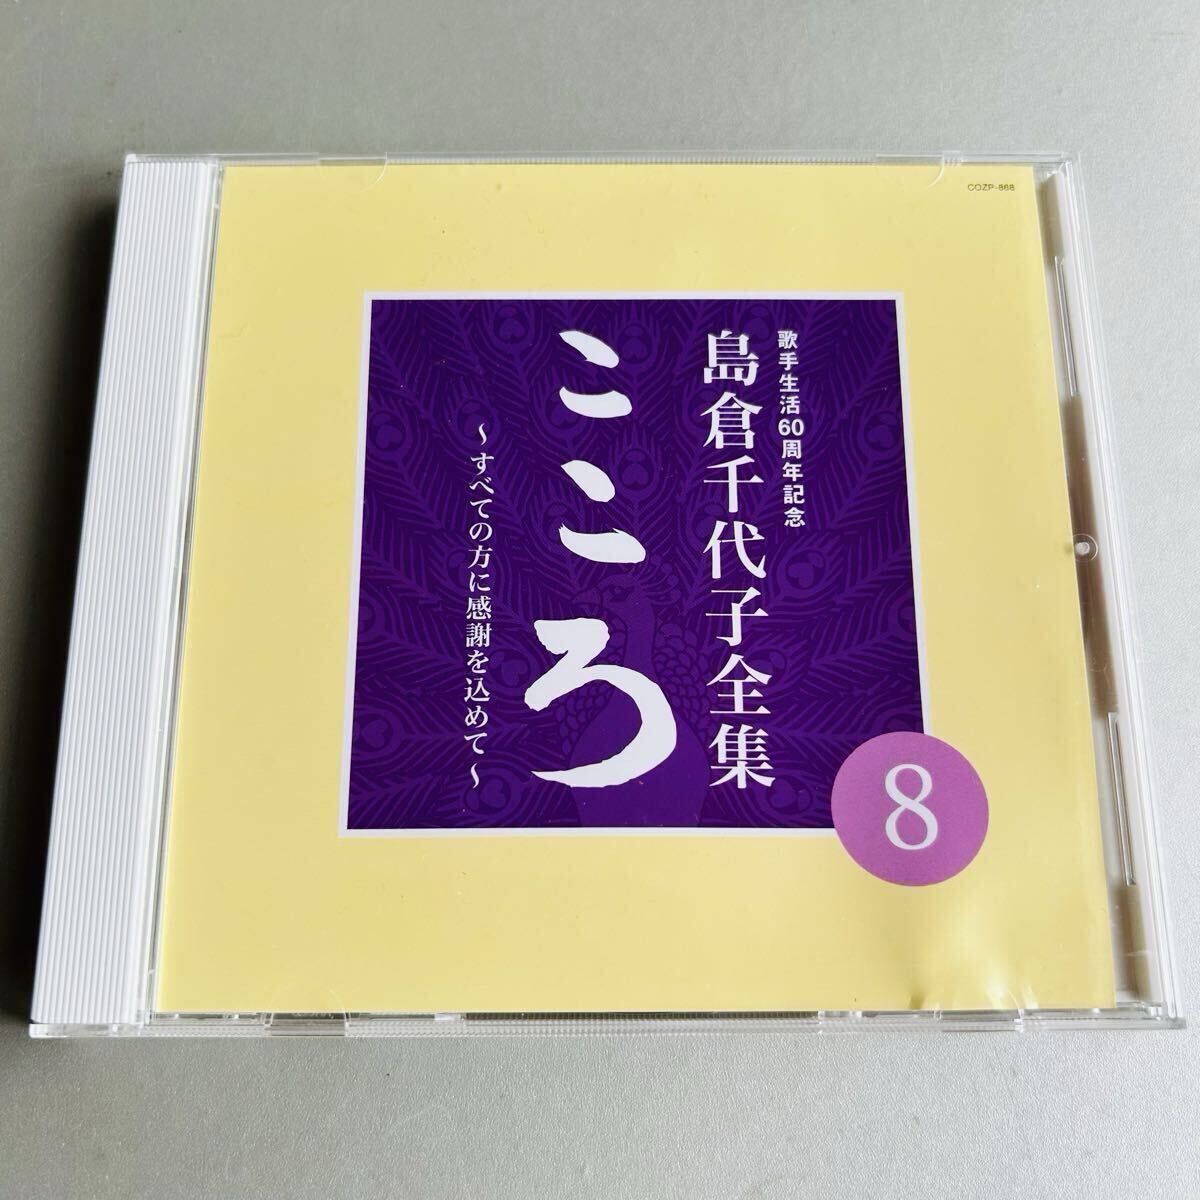 COZP-868
歌手生活60周年記念
島倉千代子全集
こころ
～すべての方に感謝を込めて～
8